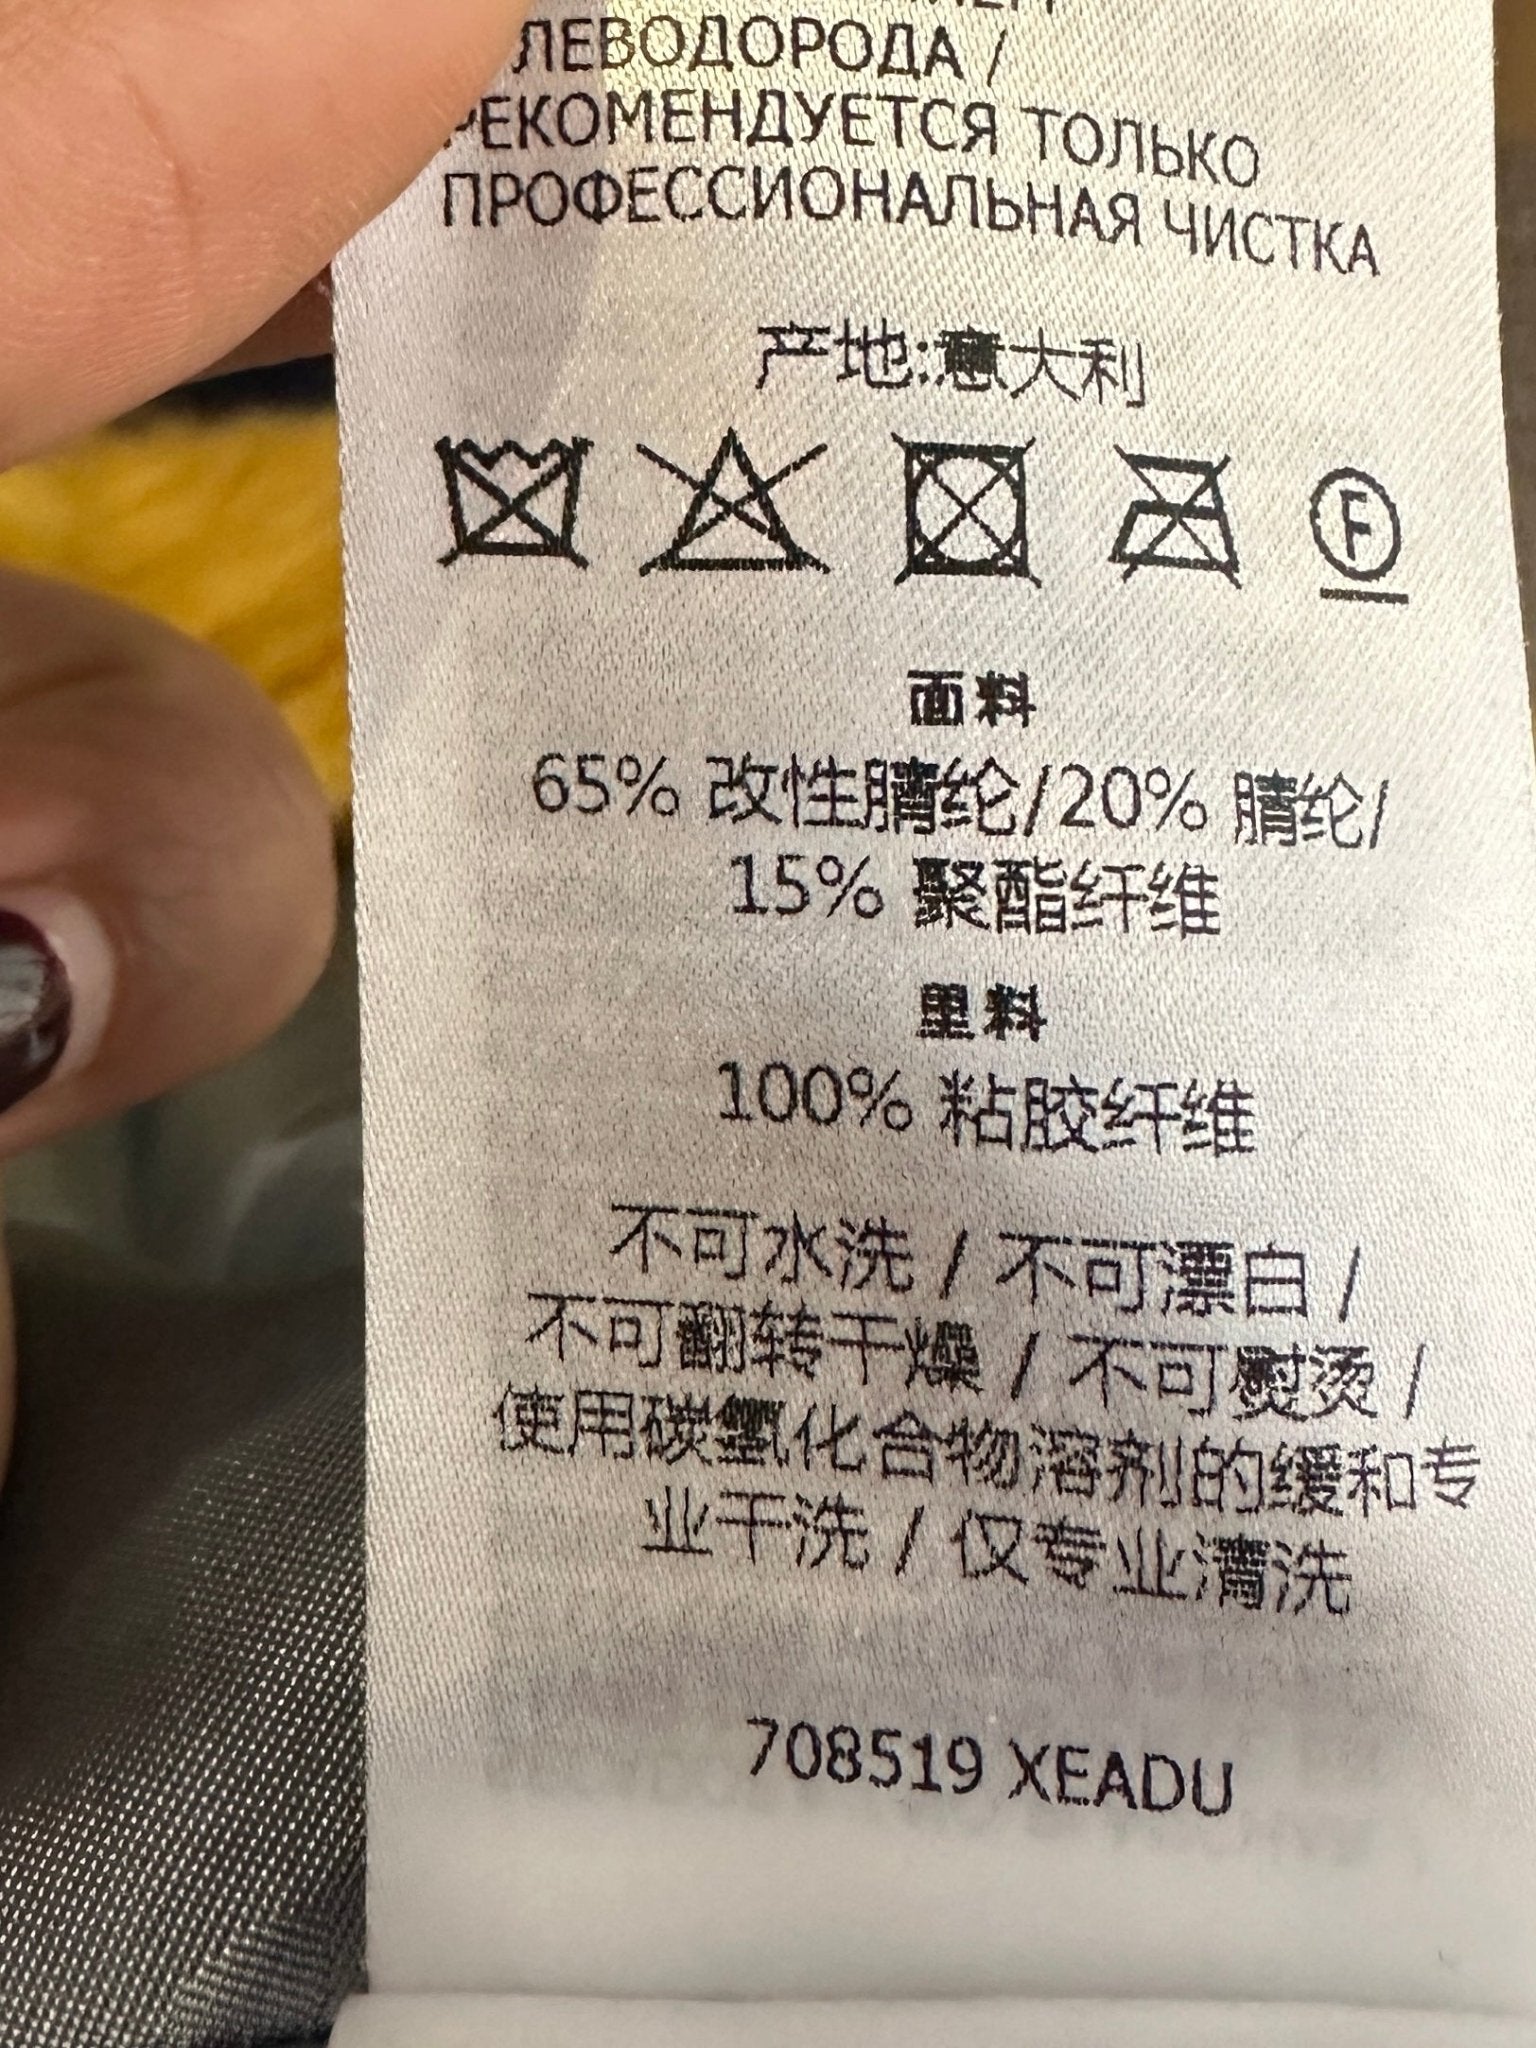 ЛЕВОДОРОДА /
РЕКОМЕНДУЕТСЯ ТОЛЬКО
ПРОФЕССИОНАЛЬНАЯ ЧИСТКА
产地:意大利
F
面料
65% 改性腈纶/20% 腈纶/
15% 聚酯纤维
里料
100% 粘胶纤维
不可水洗 / 不可漂白 /
不可翻转干燥 / 不可熨烫 /
使用碳氢化合物溶剂的缓和专
业干洗 / 仅专业清洗
708519 XEADU